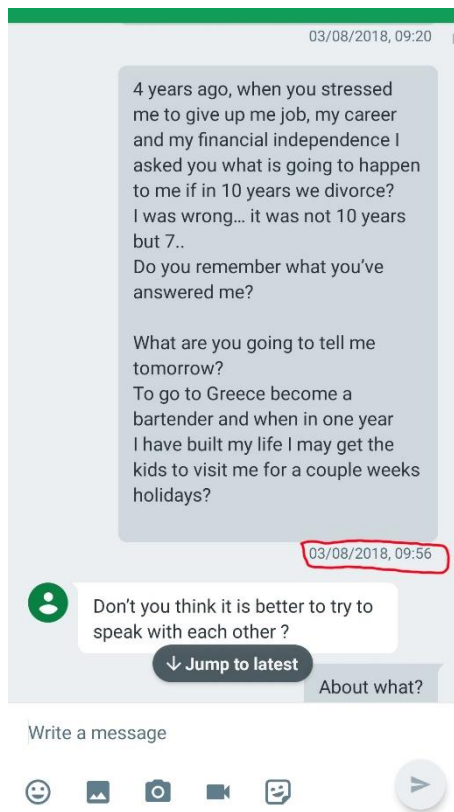 03/08/2018, 09:20
4 years ago, when you stressed
me to give up me job, my career
and my financial independence I
asked you what is going to happen
to me if in 10 years we divorce?
I was wrong... it was not 10 years
but 7..
Do you remember what you've
answered me?
What are you going to tell me
tomorrow?
To go to Greece become a
bartender and when in one year
I have built my life I may get the
kids to visit me for a couple weeks
holidays?
03/08/2018, 09:56
Don't you think it is better to try to
speak with each other ?
↓ Jump to latest
About what?
Write a message